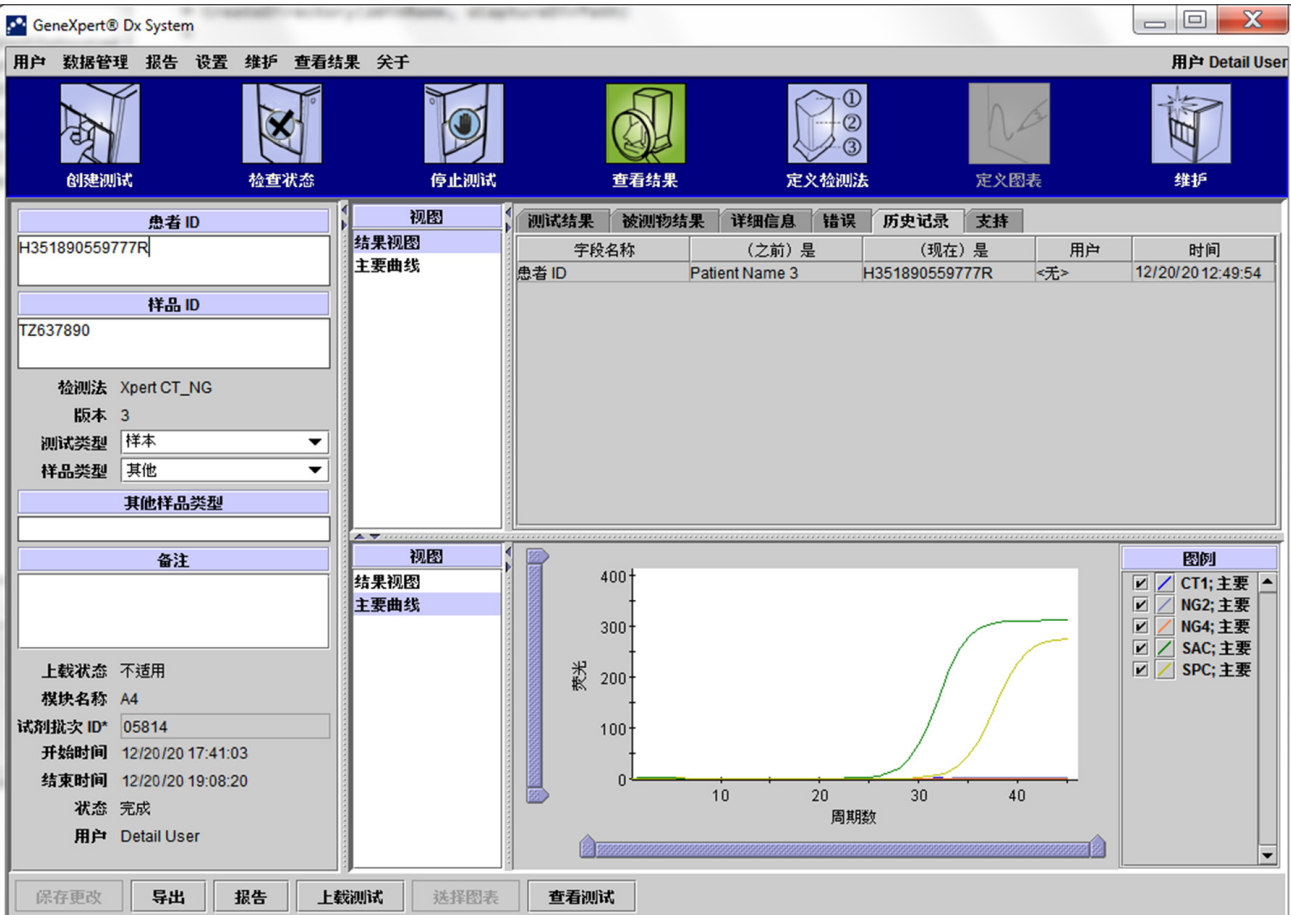 GeneXpert® Dx System
用户 数据管理 报告 设置 维护 查看结果 关于
用户 Detail User
创建测试 检查状态 停止测试 查看结果 定义检测法 定义图表 维护
①
②
③
患者 ID
H351890559777R
样品 ID
TZ637890
检测法 Xpert CT_NG
版本 3
测试类型 样本
样品类型 其他
其他样品类型
备注
上载状态 不适用
模块名称 A4
试剂批次 ID* 05814
开始时间 12/20/20 17:41:03
结束时间 12/20/20 19:08:20
状态 完成
用户 Detail User
视图
结果视图
主要曲线
测试结果 被测物结果 详细信息 错误 历史记录 支持
字段名称 （之前）是 （现在）是 用户 时间
患者 ID Patient Name 3 H351890559777R <无> 12/20/20 12:49:54
视图
结果视图
主要曲线
荧光
400
300
200
100
0
10 20 30 40
周期数
图例
CT1; 主要
NG2; 主要
NG4; 主要
SAC; 主要
SPC; 主要
保存更改 导出 报告 上载测试 选择图表 查看测试